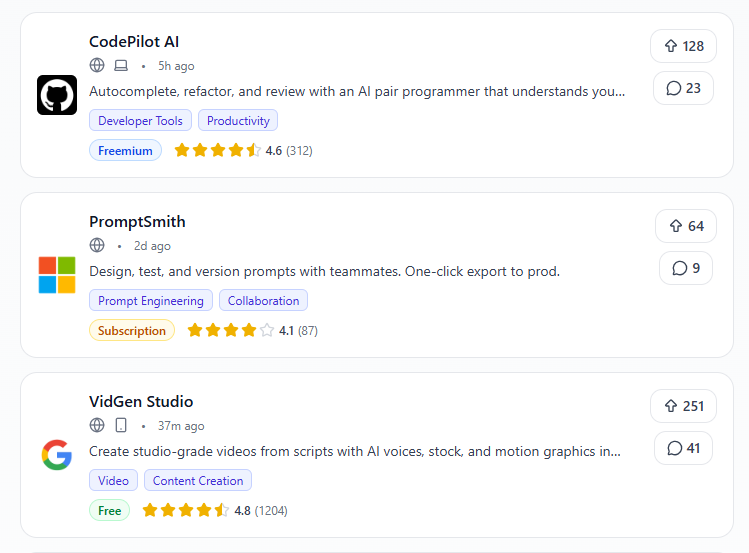 CodePilot AI
128
• 5h ago
23
Autocomplete, refactor, and review with an AI pair programmer that understands you...
Developer Tools Productivity
Freemium 4.6 (312)
PromptSmith
64
• 2d ago
9
Design, test, and version prompts with teammates. One-click export to prod.
Prompt Engineering Collaboration
Subscription 4.1 (87)
VidGen Studio
251
• 37m ago
41
Create studio-grade videos from scripts with AI voices, stock, and motion graphics in...
Video Content Creation
Free 4.8 (1204)